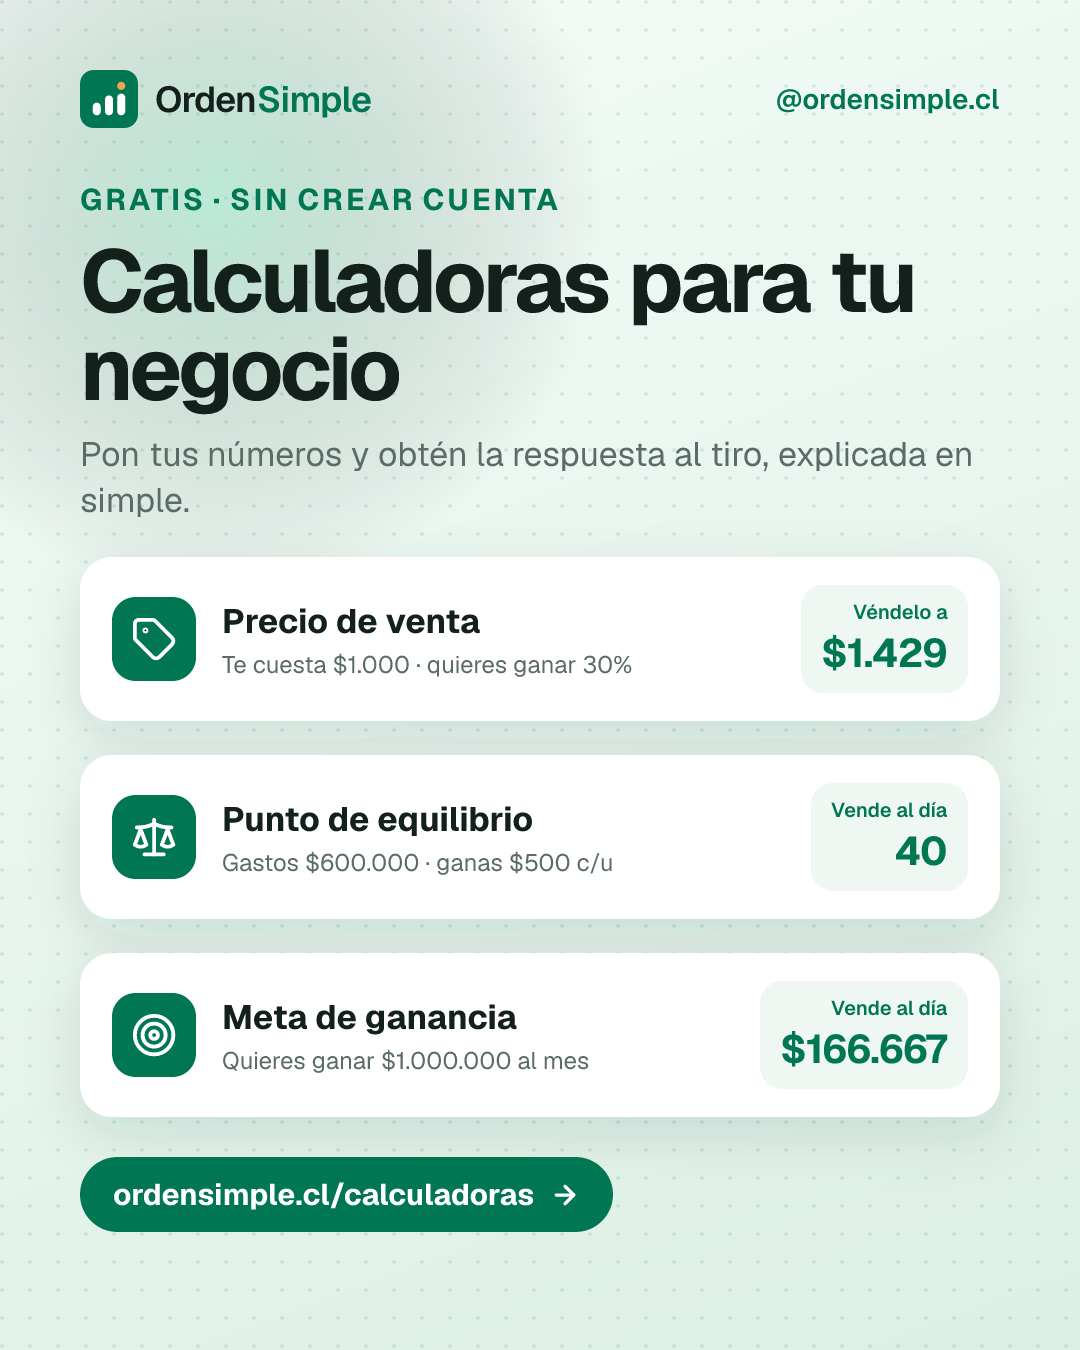 OrdenSimple
@ordensimple.cl
GRATIS · SIN CREAR CUENTA
Calculadoras para tu
negocio
Pon tus números y obtén la respuesta al tiro, explicada en
simple.
Precio de venta
Te cuesta $1.000 · quieres ganar 30%
Véndelo a
$1.429
Punto de equilibrio
Gastos $600.000 · ganas $500 c/u
Vende al día
40
Meta de ganancia
Quieres ganar $1.000.000 al mes
Vende al día
$166.667
ordensimple.cl/calculadoras →